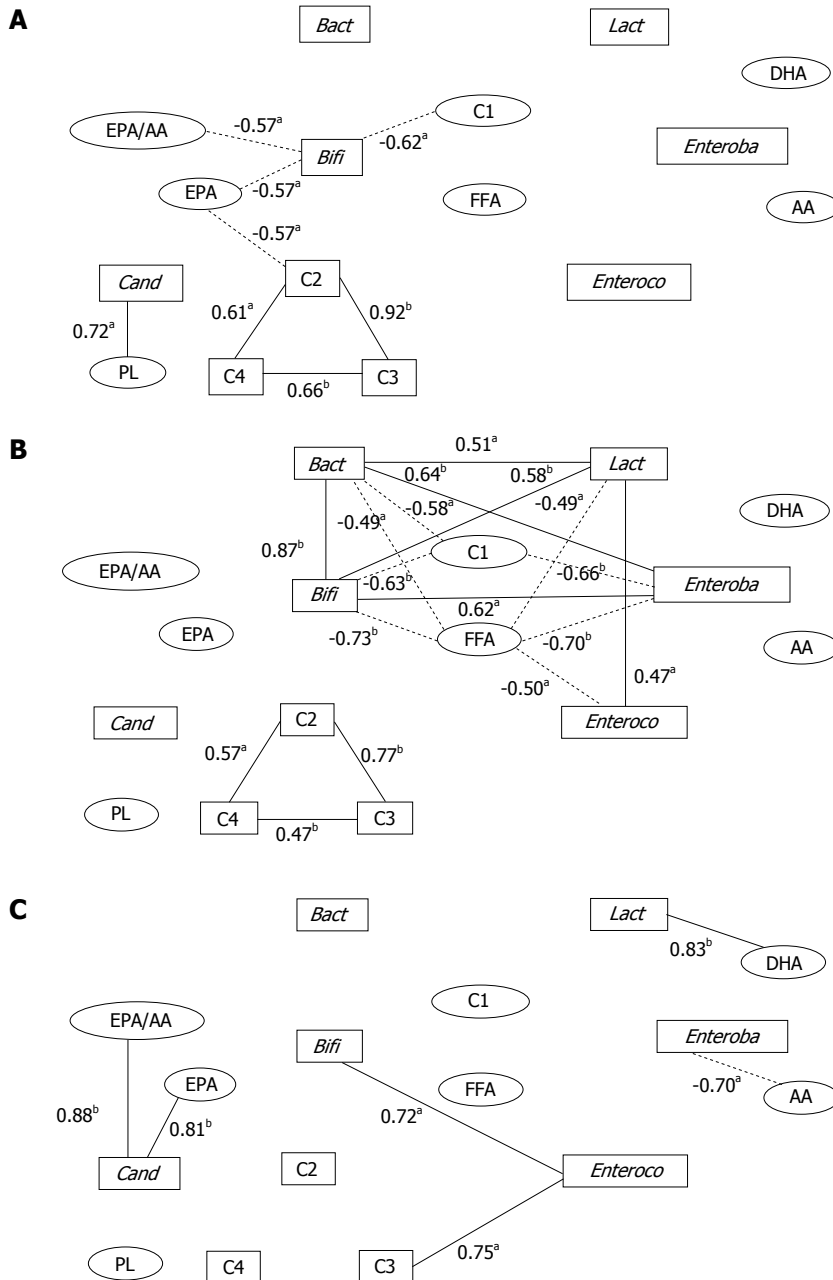 A
Bact
Lact
DHA
EPA/AA
-0.57ᵃ
C1
-0.62ᵃ
Bifi
Enteroba
EPA
-0.57ᵃ
FFA
AA
-0.57ᵃ
Cand
C2
Enteroco
0.72ᵃ
0.61ᵃ
0.92ᵇ
PL
C4
0.66ᵇ
C3
B
Bact
0.51ᵃ
Lact
0.64ᵇ
0.58ᵇ
-0.49ᵃ
-0.58ᵃ
-0.49ᵃ
DHA
0.87ᵇ
C1
EPA/AA
-0.63ᵇ
-0.66ᵇ
Bifi
Enteroba
0.62ᵃ
EPA
-0.73ᵇ
FFA
-0.70ᵇ
AA
-0.50ᵃ
0.47ᵃ
Cand
C2
Enteroco
0.57ᵃ
0.77ᵇ
PL
C4
0.47ᵇ
C3
C
Bact
Lact
0.83ᵇ
DHA
C1
EPA/AA
Bifi
Enteroba
EPA
FFA
-0.70ᵃ
AA
0.88ᵇ
0.81ᵇ
0.72ᵃ
Cand
C2
Enteroco
PL
C4
C3
0.75ᵃ